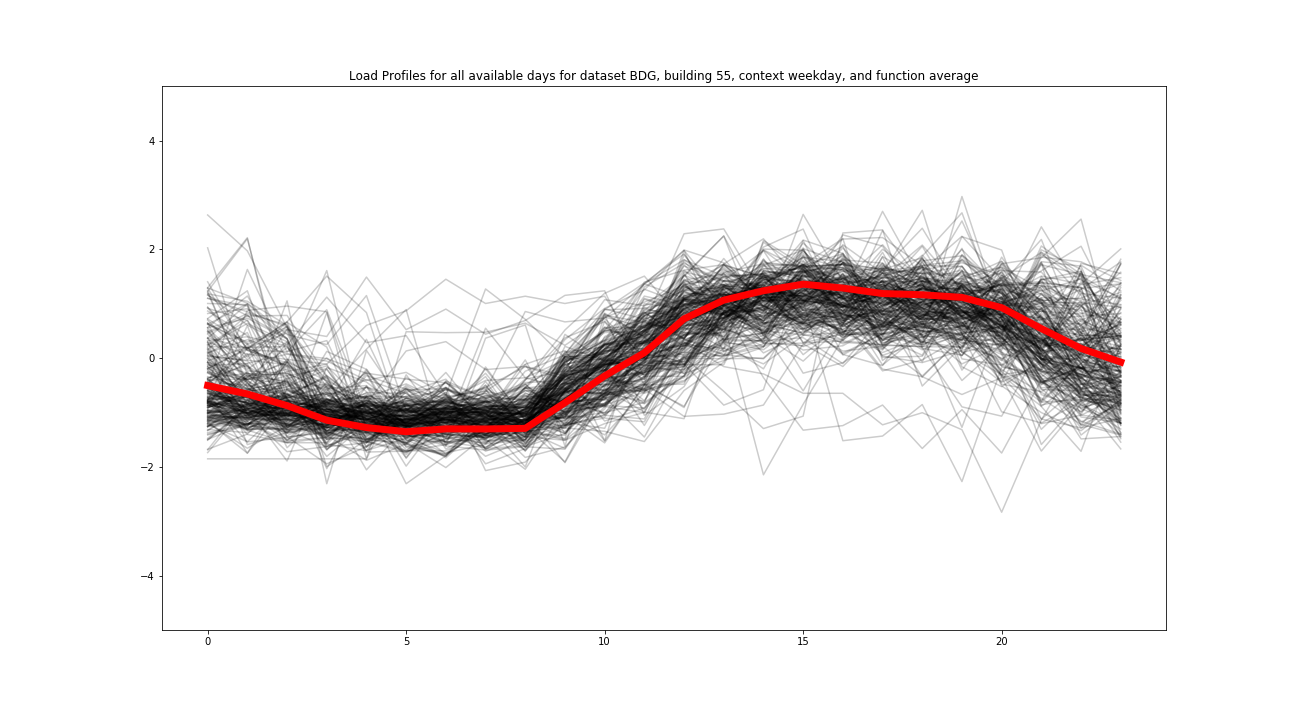 Load Profiles for all available days for dataset BDG, building 55, context weekday, and function average
4
2
0
−2
−4
0 5 10 15 20